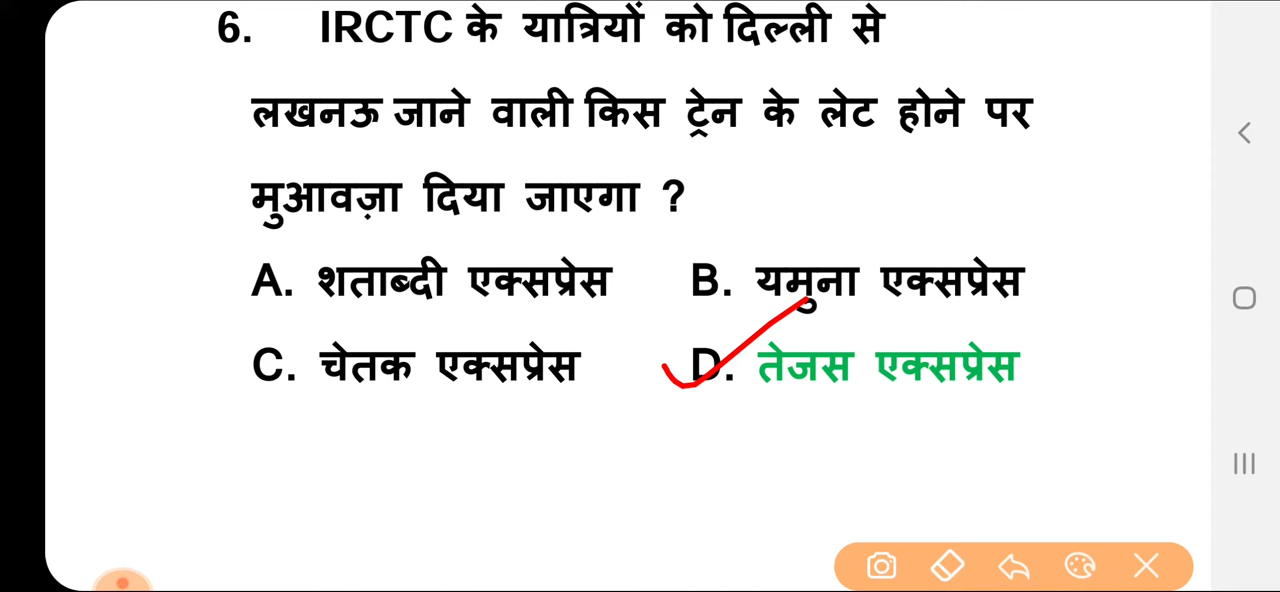 6. IRCTC के यात्रियों को दिल्ली से
लखनऊ जाने वाली किस ट्रेन के लेट होने पर
मुआवज़ा दिया जाएगा ?
A. शताब्दी एक्सप्रेस B. यमुना एक्सप्रेस
C. चेतक एक्सप्रेस D. तेजस एक्सप्रेस